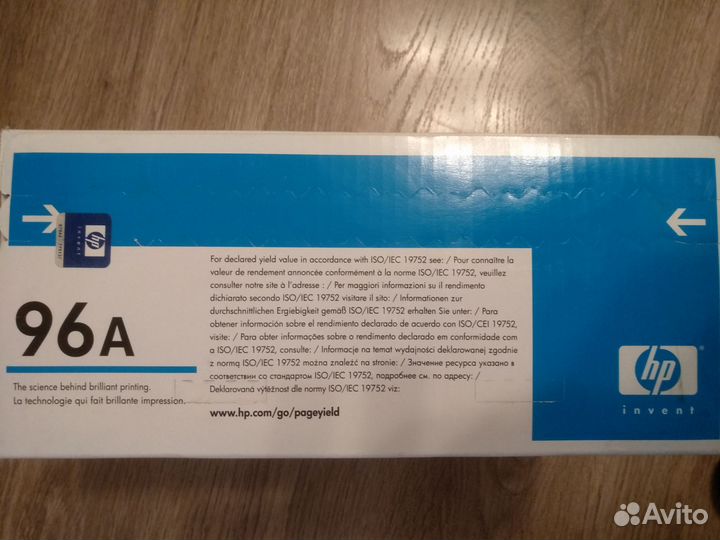 hp
invent
For declared yield value in accordance with ISO/IEC 19752 see: / Pour connaître la
valeur de rendement annoncée conformément à la norme ISO/IEC 19752, veuillez
consulter notre site à l'adresse : / Per maggiori informazioni su il rendimento
dichiarato secondo ISO/IEC 19752 visitare il sito: / Informationen zur
durchschnittlichen Ergiebigkeit gemäß ISO/IEC 19752 erhalten Sie unter: / Para
obtener información sobre el rendimiento declarado de acuerdo con ISO/CEI 19752,
visite: / Para obter informações sobre o rendimento declarado em conformidade com
a ISO/IEC 19752, consulte: / Informacje na temat wydajności deklarowanej zgodnie
z normą ISO/IEC 19752 można znaleźć na stronie: / Значение ресурса указано в
соответствии со стандартом ISO/IEC 19752, подробнее см. по адресу: /
Deklarovaná výtěžnost dle normy ISO/IEC 19752 viz:
www.hp.com/go/pageyield
96A
The science behind brilliant printing.
La technologie qui fait brillante impression.
hp
invent
Avito